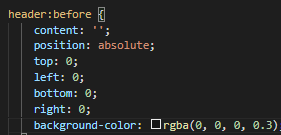 header:before {
content: '';
position: absolute;
top: 0;
left: 0;
bottom: 0;
right: 0;
background-color: rgba(0, 0, 0, 0.3)